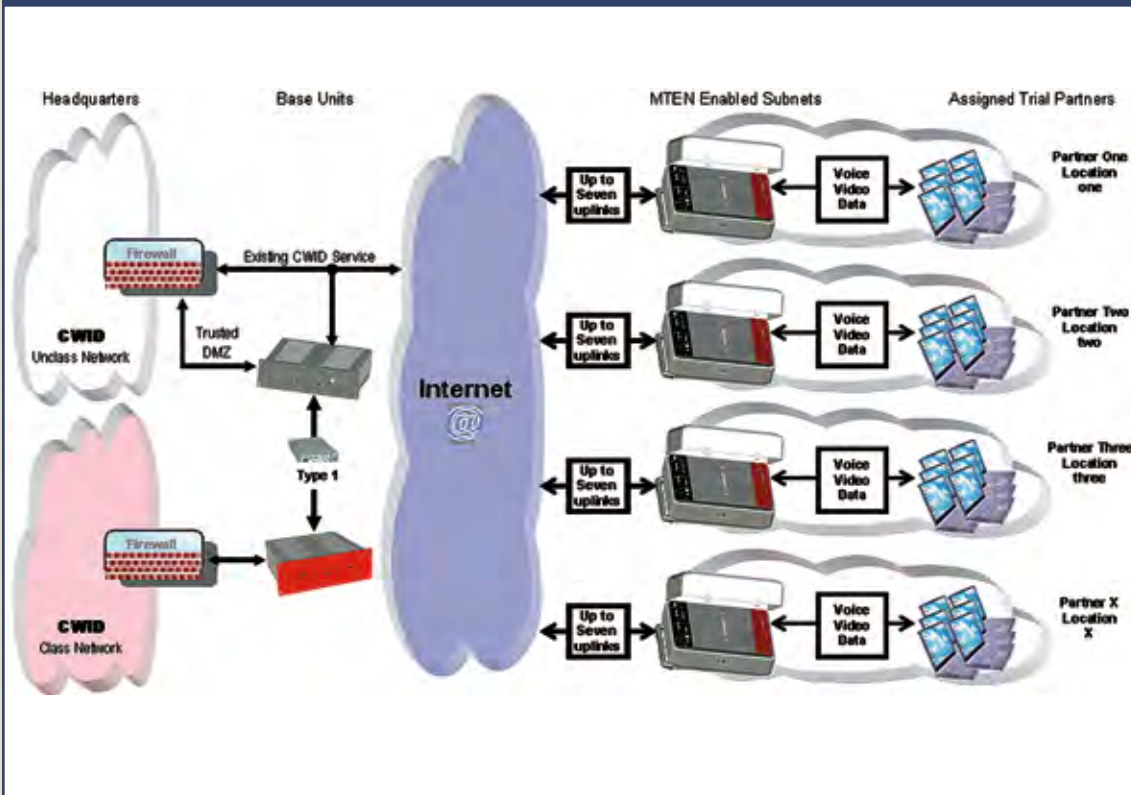 Headquarters
Base Units
MTEN Enabled Subnets
Assigned Trial Partners
Firewall
Existing CWID Service
CWID
Unclass Network
Trusted
DMZ
Type 1
Firewall
CWID
Class Network
Internet
@
Up to
Seven
uplinks
Voice
Video
Data
Partner One
Location
one
Up to
Seven
uplinks
Voice
Video
Data
Partner Two
Location
two
Up to
Seven
uplinks
Voice
Video
Data
Partner Three
Location
three
Up to
Seven
uplinks
Voice
Video
Data
Partner X
Location
X